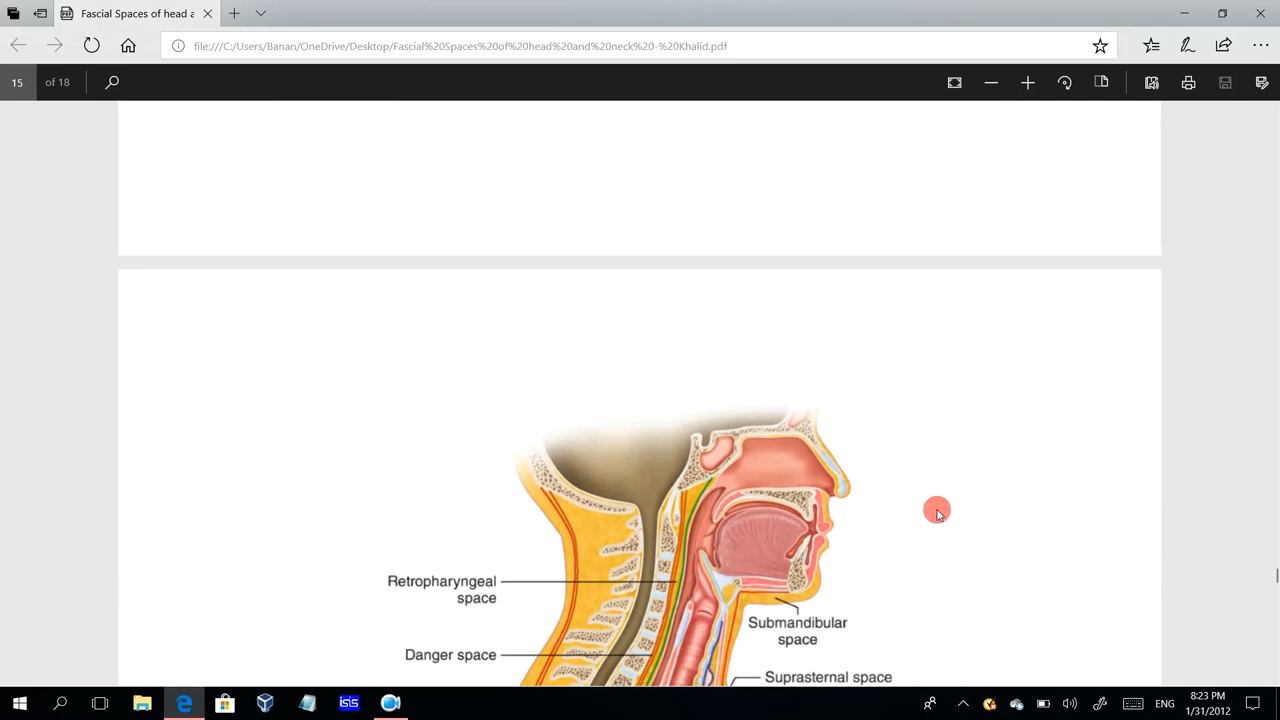 Fascial Spaces of head a
file:///C:/Users/Banan/OneDrive/Desktop/Fascial%20Spaces%20of%20head%20and%20neck%20-%20Khalid.pdf
15 of 18
Retropharyngeal
space
Submandibular
space
Danger space
Suprasternal space
isis
ENG
8:23 PM
1/31/2012